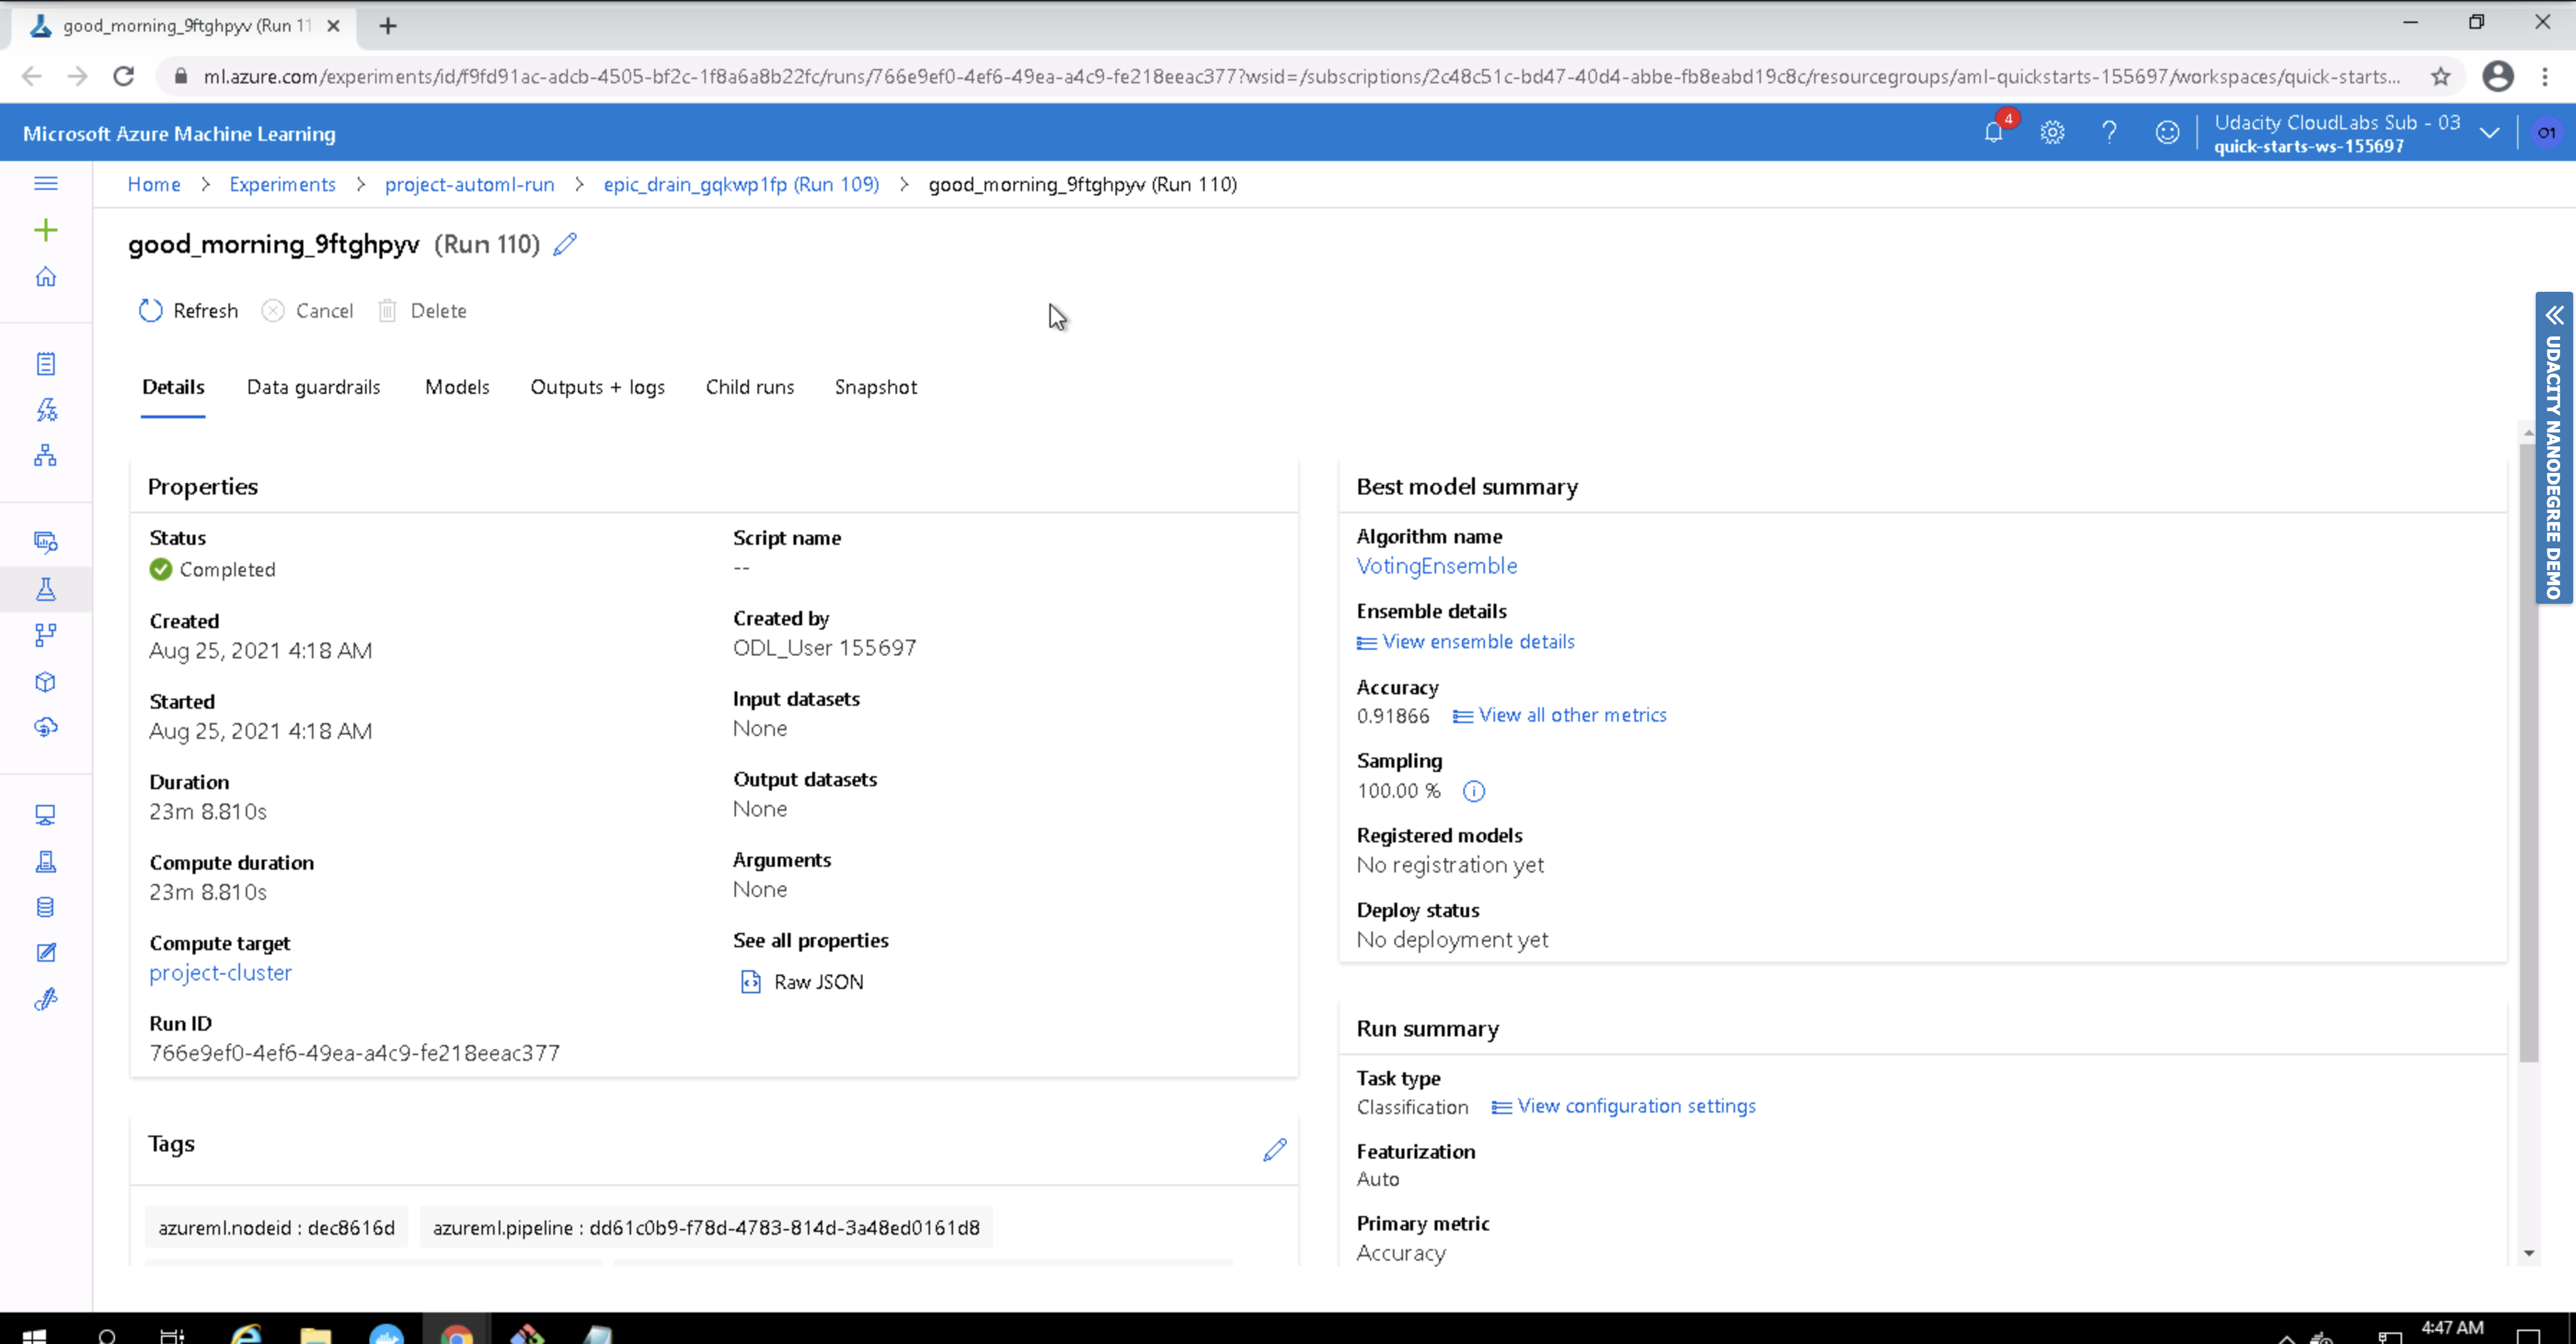 good_morning_9ftghpyv (Run 11
ml.azure.com/experiments/id/f9fd91ac-adcb-4505-bf2c-1f8a6a8b22fc/runs/766e9ef0-4ef6-49ea-a4c9-fe218eeac377?wsid=/subscriptions/2c48c51c-bd47-40d4-abbe-fb8eabd19c8c/resourcegroups/aml-quickstarts-155697/workspaces/quick-starts...
Microsoft Azure Machine Learning
4
Udacity CloudLabs Sub - 03
quick-starts-ws-155697
O1
Home > Experiments > project-automl-run > epic_drain_gqkwp1fp (Run 109) > good_morning_9ftghpyv (Run 110)
good_morning_9ftghpyv (Run 110)
Refresh Cancel Delete
Details Data guardrails Models Outputs + logs Child runs Snapshot
UDACITY NANODEGREE DEMO
Properties
Status
Completed
Created
Aug 25, 2021 4:18 AM
Started
Aug 25, 2021 4:18 AM
Duration
23m 8.810s
Compute duration
23m 8.810s
Compute target
project-cluster
Run ID
766e9ef0-4ef6-49ea-a4c9-fe218eeac377
Script name
--
Created by
ODL_User 155697
Input datasets
None
Output datasets
None
Arguments
None
See all properties
Raw JSON
Tags
azureml.nodeid : dec8616d
azureml.pipeline : dd61c0b9-f78d-4783-814d-3a48ed0161d8
Best model summary
Algorithm name
VotingEnsemble
Ensemble details
View ensemble details
Accuracy
0.91866 View all other metrics
Sampling
100.00 %
Registered models
No registration yet
Deploy status
No deployment yet
Run summary
Task type
Classification View configuration settings
Featurization
Auto
Primary metric
Accuracy
4:47 AM